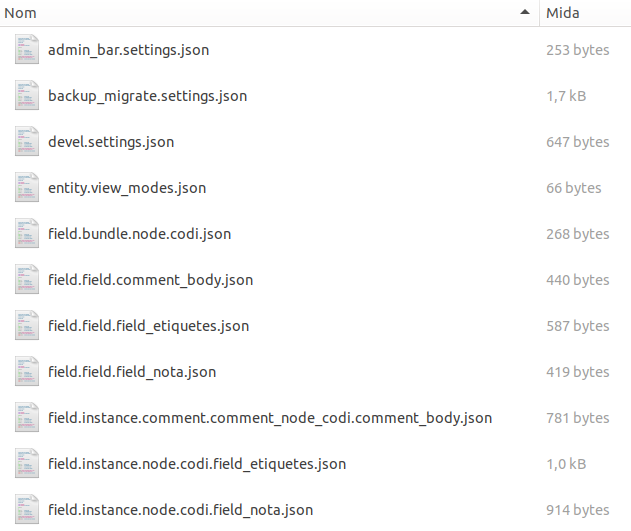 Nom Mida
admin_bar.settings.json 253 bytes
backup_migrate.settings.json 1,7 kB
devel.settings.json 647 bytes
entity.view_modes.json 66 bytes
field.bundle.node.codi.json 268 bytes
field.field.comment_body.json 440 bytes
field.field.field_etiquetes.json 587 bytes
field.field.field_nota.json 419 bytes
field.instance.comment.comment_node_codi.comment_body.json 781 bytes
field.instance.node.codi.field_etiquetes.json 1,0 kB
field.instance.node.codi.field_nota.json 914 bytes